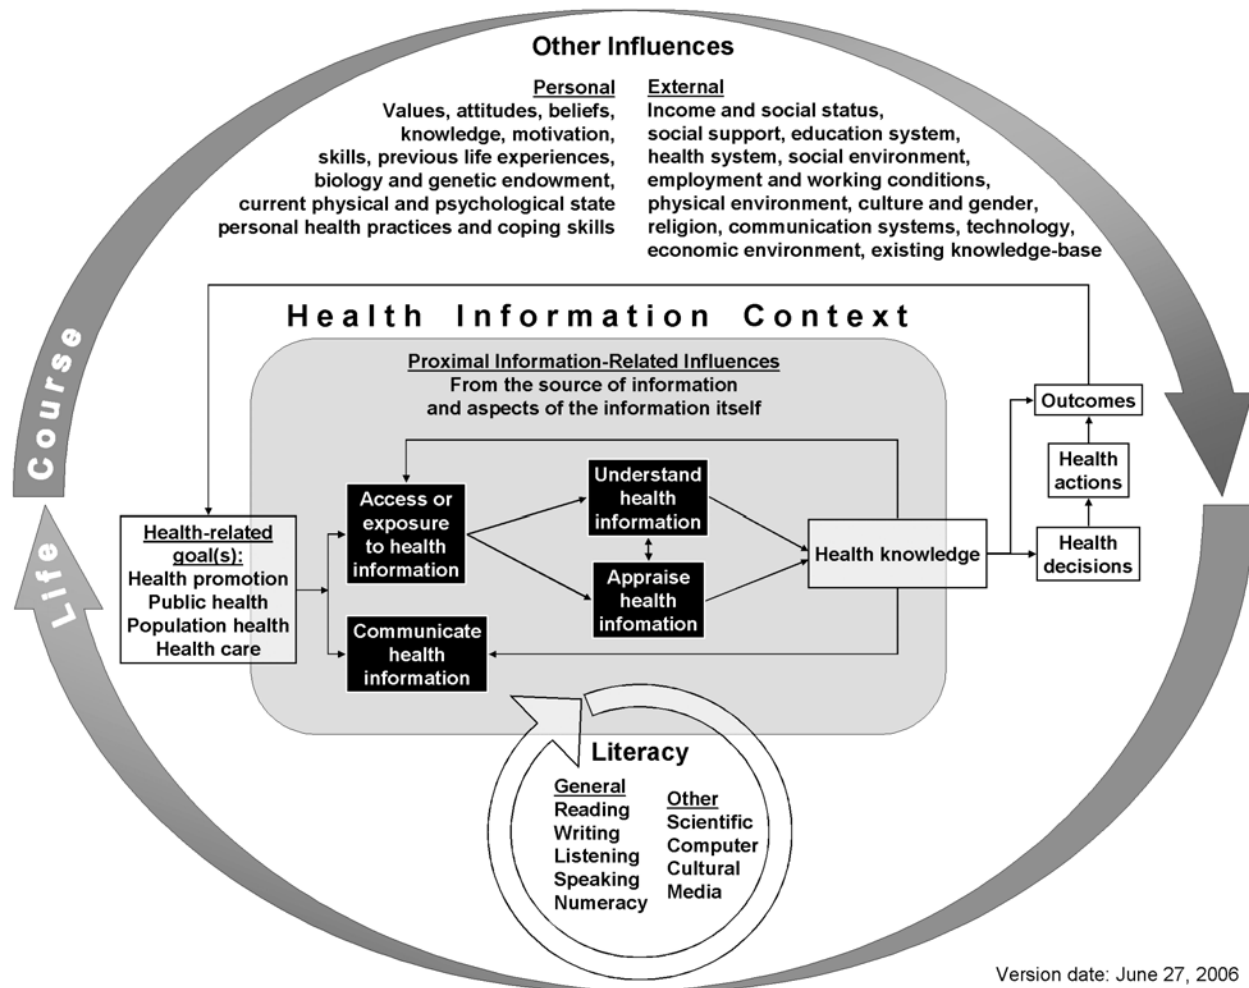 Other Influences
Personal
Values, attitudes, beliefs,
knowledge, motivation,
skills, previous life experiences,
biology and genetic endowment,
current physical and psychological state
personal health practices and coping skills
External
Income and social status,
social support, education system,
health system, social environment,
employment and working conditions,
physical environment, culture and gender,
religion, communication systems, technology,
economic environment, existing knowledge-base
Life
Course
Health Information Context
Proximal Information-Related Influences
From the source of information
and aspects of the information itself
Health-related
goal(s):
Health promotion
Public health
Population health
Health care
Access or
exposure
to health
information
Communicate
health
information
Understand
health
information
Appraise
health
infomation
Health knowledge
Outcomes
Health
actions
Health
decisions
Literacy
General
Reading
Writing
Listening
Speaking
Numeracy
Other
Scientific
Computer
Cultural
Media
Version date: June 27, 2006